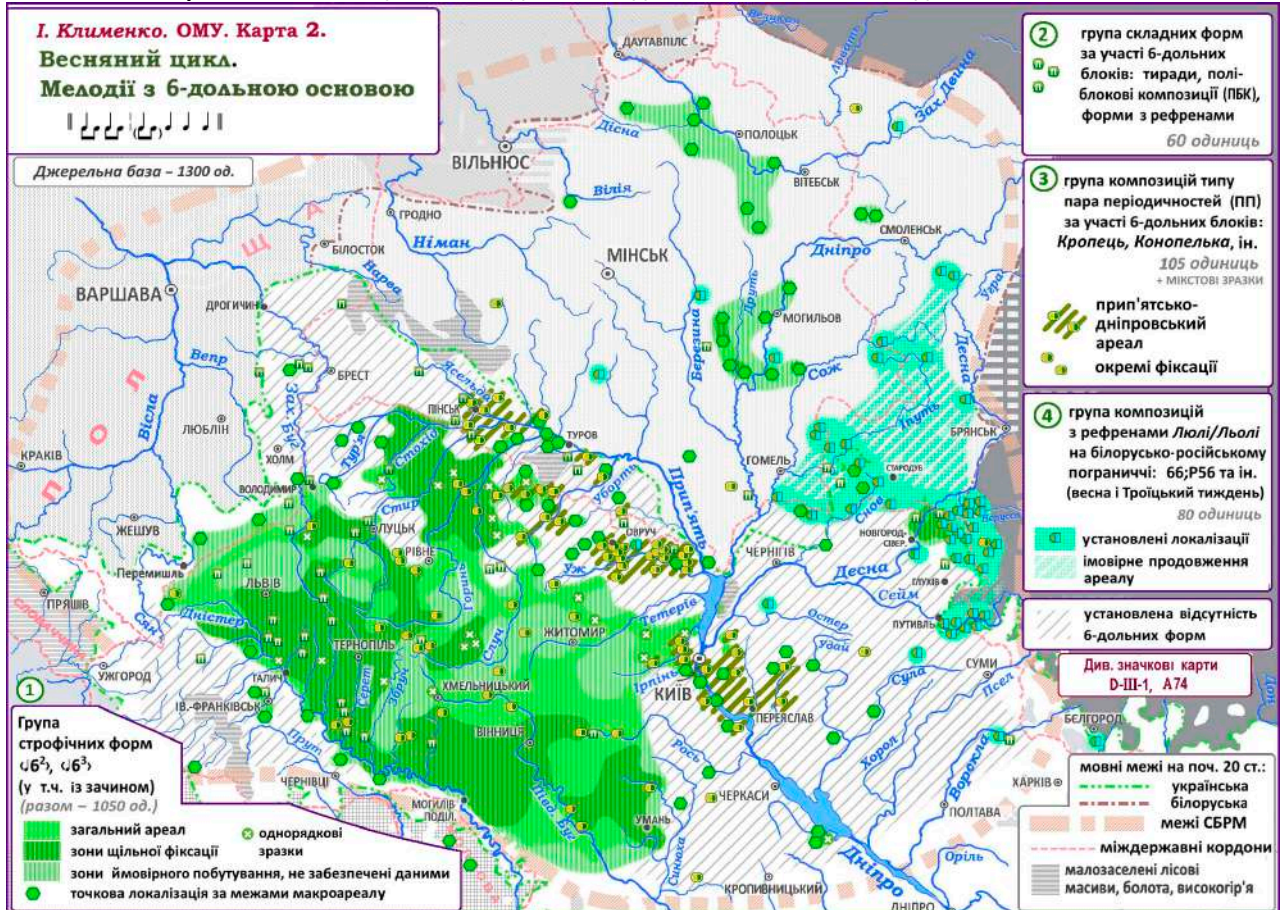 І. Клименко. ОМУ. Карта 2.
Весняний цикл.
Мелодії з 6-дольною основою
Джерельна база – 1300 од.
2
група складних форм
за участі 6-дольних
блоків: тиради, полі-
блокові композиції (ПБК),
форми з рефренами
60 одиниць
3
група композицій типу
пара періодичностей (ПП)
за участі 6-дольних блоків:
Кропець, Конопелька, ін.
105 одиниць
+ МІКСТОВІ ЗРАЗКИ
прип'ятсько-
дніпровський
ареал
окремі фіксації
4
група композицій
з рефренами Люлі/Льолі
на білорусько-російському
пограниччі: 66;Р56 та ін.
(весна і Троїцький тиждень)
80 одиниць
установлені локалізації
імовірне продовження
ареалу
установлена відсутність
6-дольних форм
Див. значкові карти
D-III-1, А74
мовні межі на поч. 20 ст.:
українська
білоруська
межі СБРМ
міждержавні кордони
малозаселені лісові
масиви, болота, високогір'я
1
Група
строфічних форм
‹♩6²›, ‹♩6³›
(у т.ч. із зачином)
(разом – 1050 од.)
загальний ареал
однорядкові
зразки
зони щільної фіксації
зони ймовірного побутування, не забезпечені даними
точкова локалізація за межами макроареалу
ДАУГАВПІЛС
Великая
Ловать
Зах. Двина
Дісна
ПОЛОЦЬК
ВІТЕБСЬК
ВІЛЬНЮС
Вілія
ГРОДНО
Німан
МІНСЬК
СМОЛЕНСЬК
Дніпро
Угра
БІЛОСТОК
Нарва
ВАРШАВА
ДРОГИЧИН
МОГИЛЬОВ
Друть
Березина
Сож
Десна
П О Л Ь Щ А
Вепр
БРЕСТ
Ясельда
ПІНСЬК
Іпуть
БРЯНСЬК
Вісла
ЛЮБЛІН
ХОЛМ
Зах. Буг
Турія
Стохід
ТУРОВ
Прип'ять
ГОМЕЛЬ
СТАРОДУБ
Снов
КРАКІВ
ВОЛОДИМИР
Стир
ЛУЦЬК
Уборть
ОВРУЧ
НОВГОРОД-
СІВЕР.
ЖЕШУВ
Перемишль
РІВНЕ
Горинь
Уж
ЧЕРНІГІВ
Десна
ГЛУХІВ
Сейм
ЛЬВІВ
Случ
ЖИТОМИР
Тетерів
Остер
Удай
ПУТИВЛЬ
ПРЯШІВ
Сян
Дністер
ТЕРНОПІЛЬ
Ірпінь
КИЇВ
Сула
СУМИ
Псел
УЖГОРОД
ГАЛИЧ
Серет
Збруч
ХМЕЛЬНИЦЬКИЙ
ПЕРЕЯСЛАВ
Хорол
Ворскла
БЄЛГОРОД
ІВ.-ФРАНКІВСЬК
ВІННИЦЯ
Рось
Прут
ЧЕРНІВЦІ
ЧЕРКАСИ
ХАРКІВ
ПОЛТАВА
МОГИЛІВ
ПОДІЛ.
Півд. Буг
УМАНЬ
Синюха
Дніпро
Оріль
КРОПИВНИЦЬКИЙ
ДНІПРО